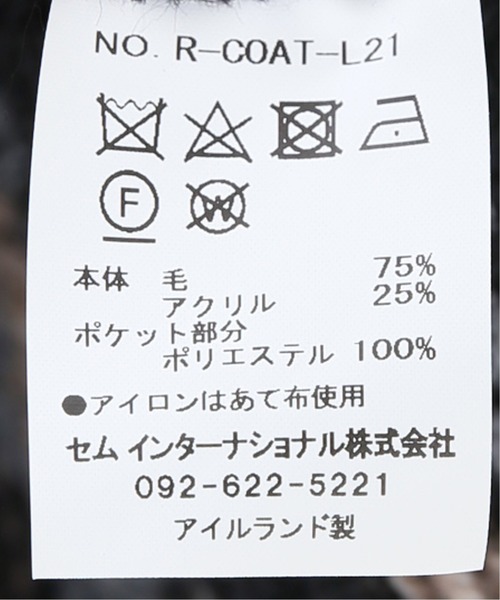 NO. R-COAT-L21
F
W
本体 毛 75%
アクリル 25%
ポケット部分
ポリエステル 100%
●アイロンはあて布使用
セム インターナショナル株式会社
092-622-5221
アイルランド製